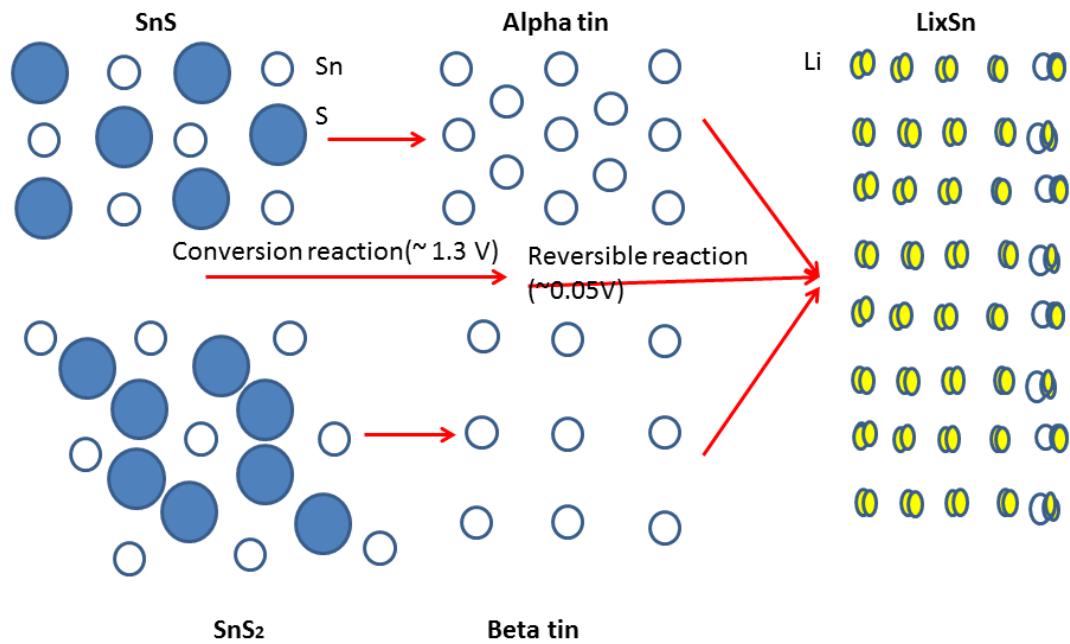 SnS
Alpha tin
LixSn
Sn
Li
S
Conversion reaction(~ 1.3 V)
Reversible reaction
(~0.05V)
SnS₂
Beta tin